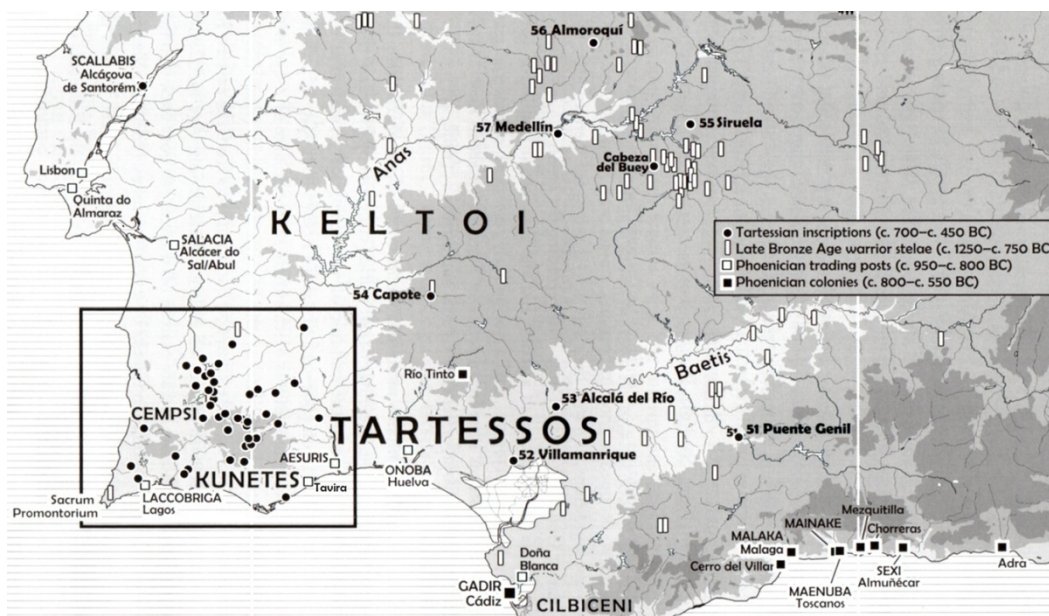 56 Almoroquí
SCALLABIS
Alcáçova
de Santorém
57 Medellín
55 Siruela
Anas
Cabeza
del Buey
Lisbon
Quinta do
Almaraz
KELTOI
SALACIA
Alcácer do
Sal/Abul
Tartessian inscriptions (c. 700–c. 450 BC)
Late Bronze Age warrior stelae (c. 1250–c. 750 BC)
Phoenician trading posts (c. 950–c. 800 BC)
Phoenician colonies (c. 800–c. 550 BC)
54 Capote
Río Tinto
Baetis
CEMPSI
53 Alcalá del Río
TARTESSOS
51 Puente Genil
52 Villamanrique
AESURIS
KUNETES
Tavira
ONOBA
Huelva
Sacrum
Promontorium
LACCOBRIGA
Lagos
Mezquitilla
MAINAKE
Chorreras
MALAKA
Malaga
Cerro del Villar
Doña
Blanca
SEXI
Almuñécar
Adra
MAENUBA
Toscanos
GADIR
Cádiz
CILBICENI